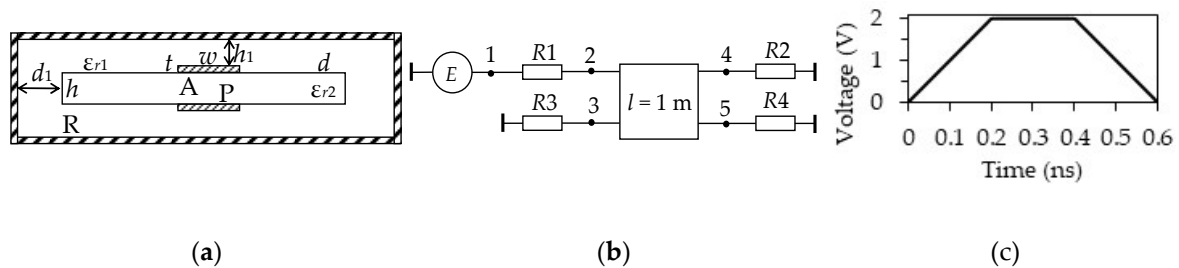 d1
εr1
t
w
h1
d
h
A
P
εr2
R
(a)
E
1
R1
2
R3
3
l = 1 m
4
R2
5
R4
(b)
Voltage (V)
2
1
0
0 0.1 0.2 0.3 0.4 0.5 0.6
Time (ns)
(c)